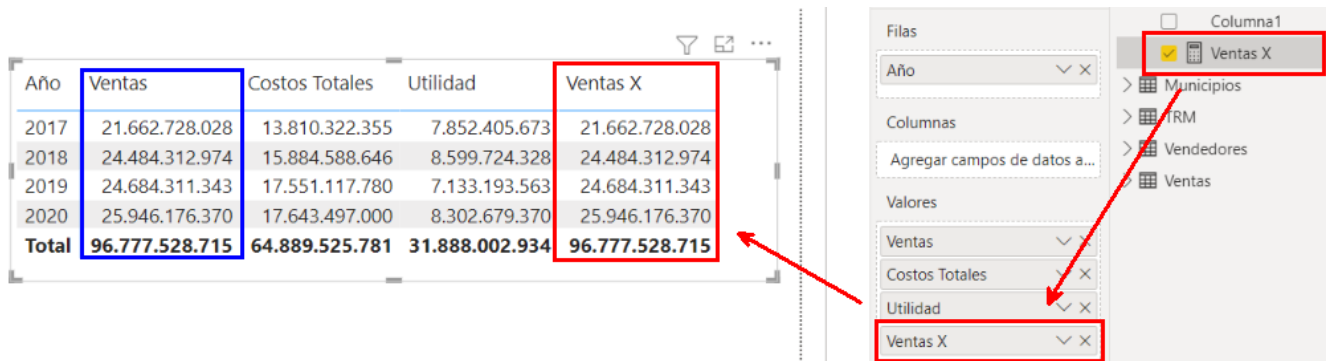 Año Ventas Costos Totales Utilidad Ventas X
2017 21.662.728.028 13.810.322.355 7.852.405.673 21.662.728.028
2018 24.484.312.974 15.884.588.646 8.599.724.328 24.484.312.974
2019 24.684.311.343 17.551.117.780 7.133.193.563 24.684.311.343
2020 25.946.176.370 17.643.497.000 8.302.679.370 25.946.176.370
Total 96.777.528.715 64.889.525.781 31.888.002.934 96.777.528.715
Filas
Año
Columnas
Agregar campos de datos a...
Valores
Ventas
Costos Totales
Utilidad
Ventas X
Columna1
Ventas X
Municipios
TRM
Vendedores
Ventas